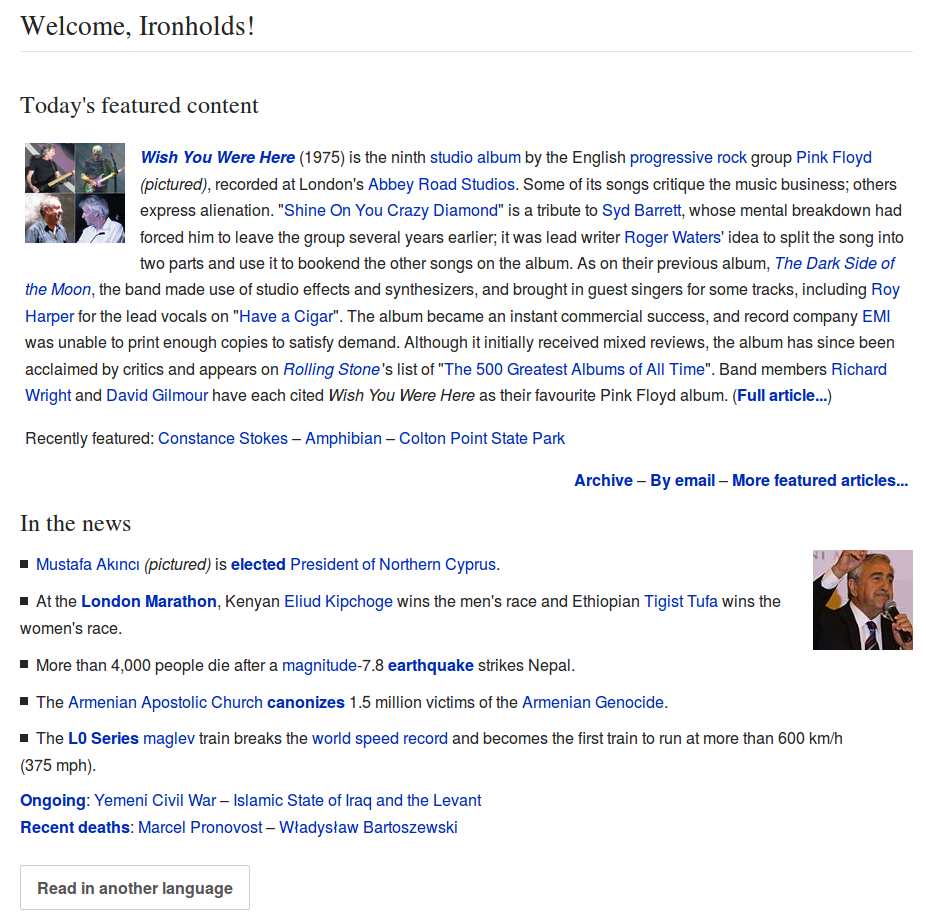 Welcome, Ironholds!
Today's featured content
Wish You Were Here (1975) is the ninth studio album by the English progressive rock group Pink Floyd
(pictured), recorded at London's Abbey Road Studios. Some of its songs critique the music business; others
express alienation. "Shine On You Crazy Diamond" is a tribute to Syd Barrett, whose mental breakdown had
forced him to leave the group several years earlier; it was lead writer Roger Waters' idea to split the song into
two parts and use it to bookend the other songs on the album. As on their previous album, The Dark Side of
the Moon, the band made use of studio effects and synthesizers, and brought in guest singers for some tracks, including Roy
Harper for the lead vocals on "Have a Cigar". The album became an instant commercial success, and record company EMI
was unable to print enough copies to satisfy demand. Although it initially received mixed reviews, the album has since been
acclaimed by critics and appears on Rolling Stone's list of "The 500 Greatest Albums of All Time". Band members Richard
Wright and David Gilmour have each cited Wish You Were Here as their favourite Pink Floyd album. (Full article...)
Recently featured: Constance Stokes – Amphibian – Colton Point State Park
Archive – By email – More featured articles...
In the news
Mustafa Akıncı (pictured) is elected President of Northern Cyprus.
At the London Marathon, Kenyan Eliud Kipchoge wins the men's race and Ethiopian Tigist Tufa wins the
women's race.
More than 4,000 people die after a magnitude-7.8 earthquake strikes Nepal.
The Armenian Apostolic Church canonizes 1.5 million victims of the Armenian Genocide.
The L0 Series maglev train breaks the world speed record and becomes the first train to run at more than 600 km/h
(375 mph).
Ongoing: Yemeni Civil War – Islamic State of Iraq and the Levant
Recent deaths: Marcel Pronovost – Władysław Bartoszewski
Read in another language